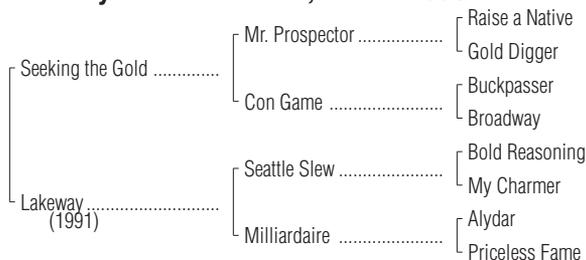 Raise a Native
Mr. Prospector ..................
Gold Digger
Seeking the Gold ..............
Buckpasser
Con Game ........................
Broadway
Bold Reasoning
Seattle Slew ......................
My Charmer
Lakeway ............................
(1991)
Alydar
Milliardaire ......................
Priceless Fame